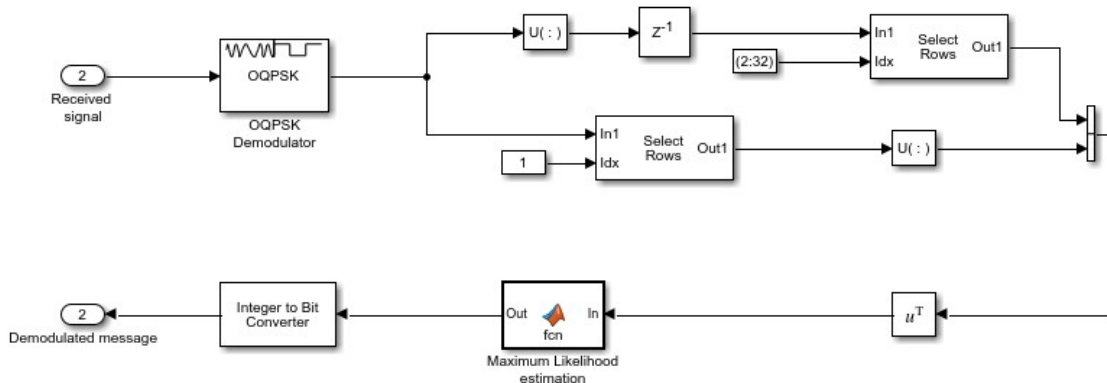 2
Received
signal
OQPSK
OQPSK
Demodulator
U( : )
Z-1
(2:32)
In1
Idx
Select
Rows
Out1
1
In1
Idx
Select
Rows
Out1
U( : )
2
Demodulated message
Integer to Bit
Converter
Out
fcn
In
Maximum Likelihood
estimation
uT